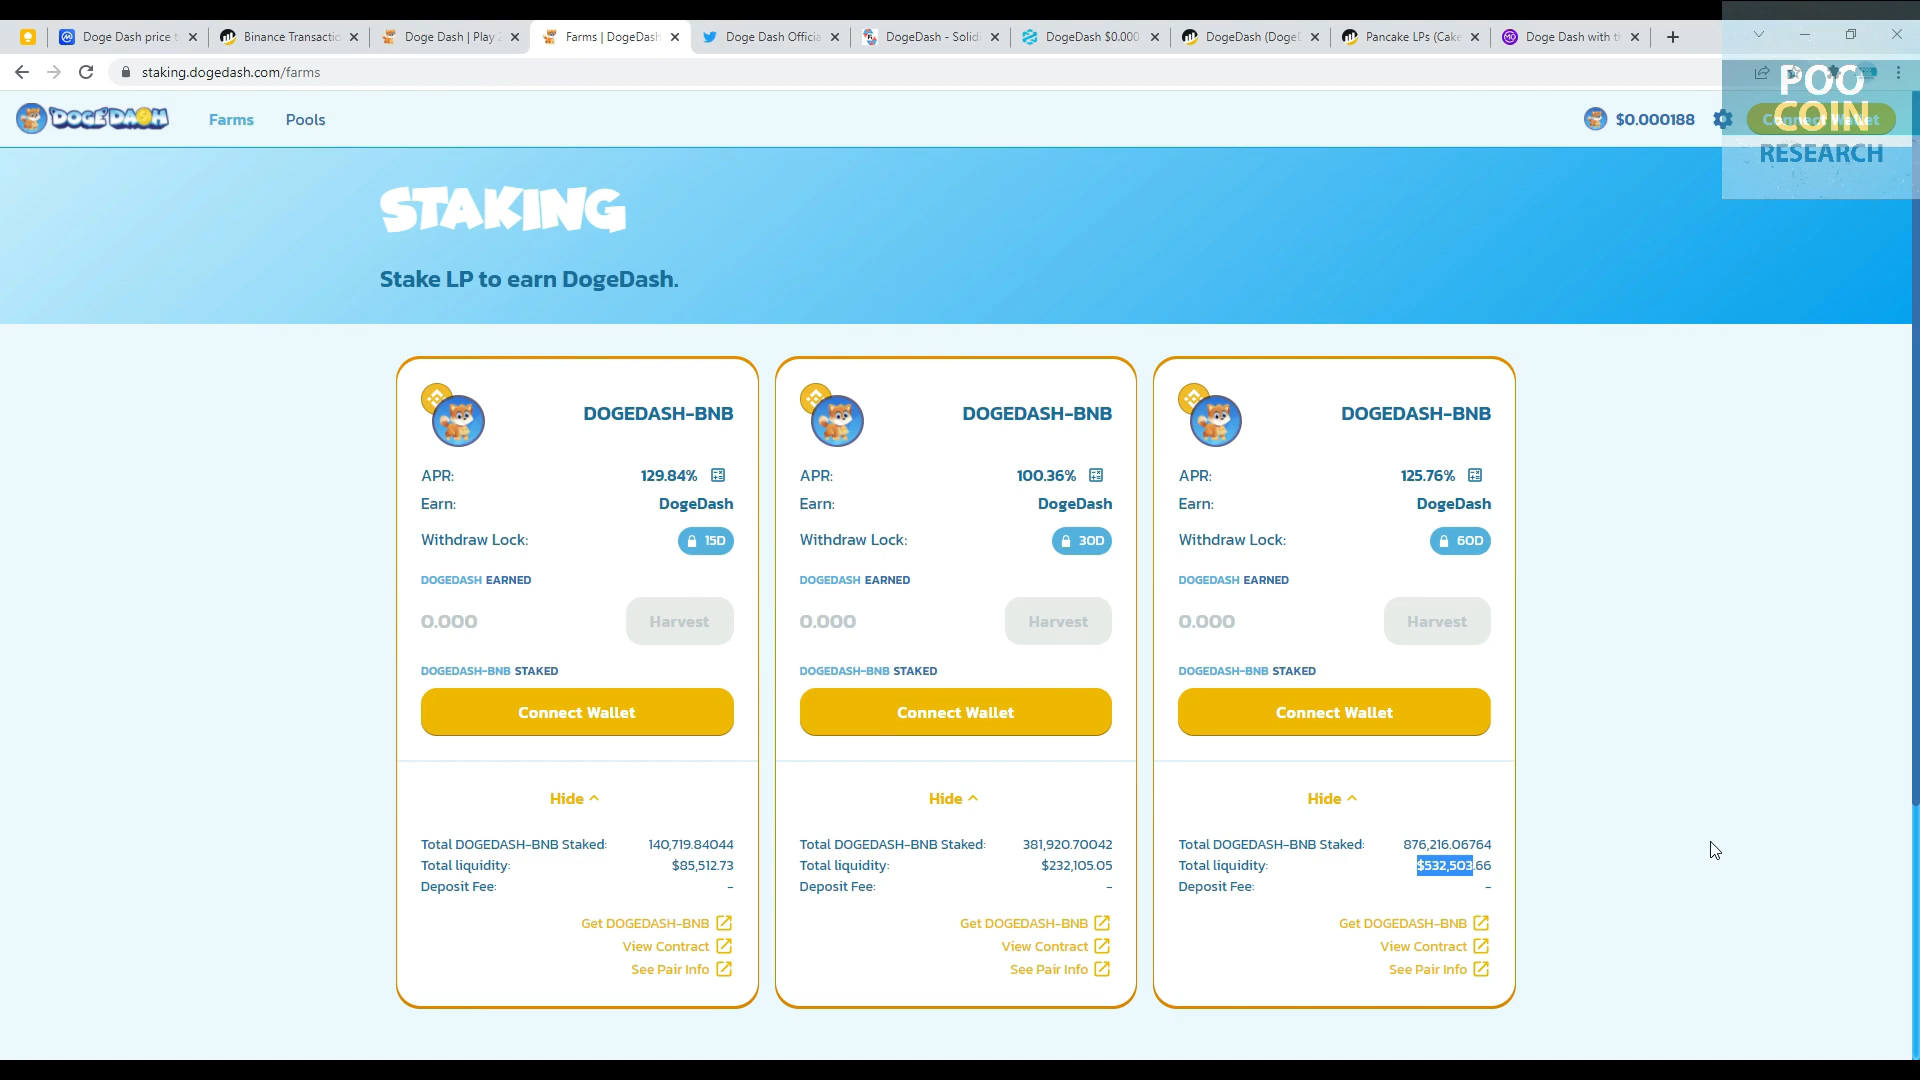 Doge Dash price t
Binance Transactic
Doge Dash | Play 2
Farms | DogeDash
Doge Dash Officia
DogeDash - Solidi
DogeDash $0.000
DogeDash (DogeD
Pancake LPs (Cake
Doge Dash with th
staking.dogedash.com/farms
POO
COIN
RESEARCH
DOGE DASH
Farms
Pools
$0.000188
Connect Wallet
STAKING
Stake LP to earn DogeDash.
DOGEDASH-BNB
APR: 129.84%
Earn: DogeDash
Withdraw Lock: 15D
DOGEDASH EARNED
0.000 Harvest
DOGEDASH-BNB STAKED
Connect Wallet
Hide
Total DOGEDASH-BNB Staked: 140,719.84044
Total liquidity: $85,512.73
Deposit Fee: -
Get DOGEDASH-BNB
View Contract
See Pair Info
DOGEDASH-BNB
APR: 100.36%
Earn: DogeDash
Withdraw Lock: 30D
DOGEDASH EARNED
0.000 Harvest
DOGEDASH-BNB STAKED
Connect Wallet
Hide
Total DOGEDASH-BNB Staked: 381,920.70042
Total liquidity: $232,105.05
Deposit Fee: -
Get DOGEDASH-BNB
View Contract
See Pair Info
DOGEDASH-BNB
APR: 125.76%
Earn: DogeDash
Withdraw Lock: 60D
DOGEDASH EARNED
0.000 Harvest
DOGEDASH-BNB STAKED
Connect Wallet
Hide
Total DOGEDASH-BNB Staked: 876,216.06764
Total liquidity: $532,503.66
Deposit Fee: -
Get DOGEDASH-BNB
View Contract
See Pair Info